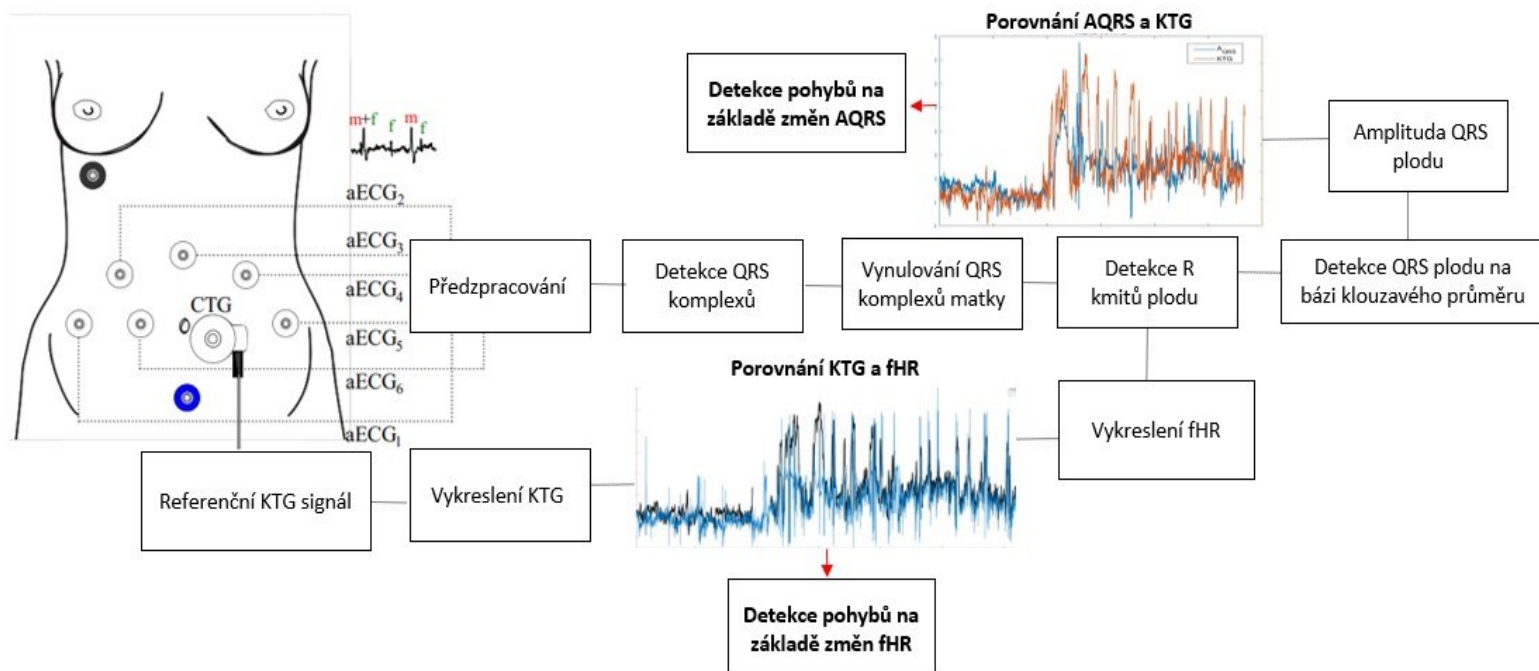 Porovnání AQRS a KTG
A_QRS
KTG
Detekce pohybů na
základě změn AQRS
Amplituda QRS
plodu
m+f
f
m
f
aECG2
aECG3
aECG4
CTG
aECG5
aECG6
aECG1
Předzpracování
Detekce QRS
komplexů
Vynulování QRS
komplexů matky
Detekce R
kmitů plodu
Detekce QRS plodu na
bázi klouzavého průměru
Porovnání KTG a fHR
Vykreslení fHR
Referenční KTG signál
Vykreslení KTG
Detekce pohybů na
základě změn fHR